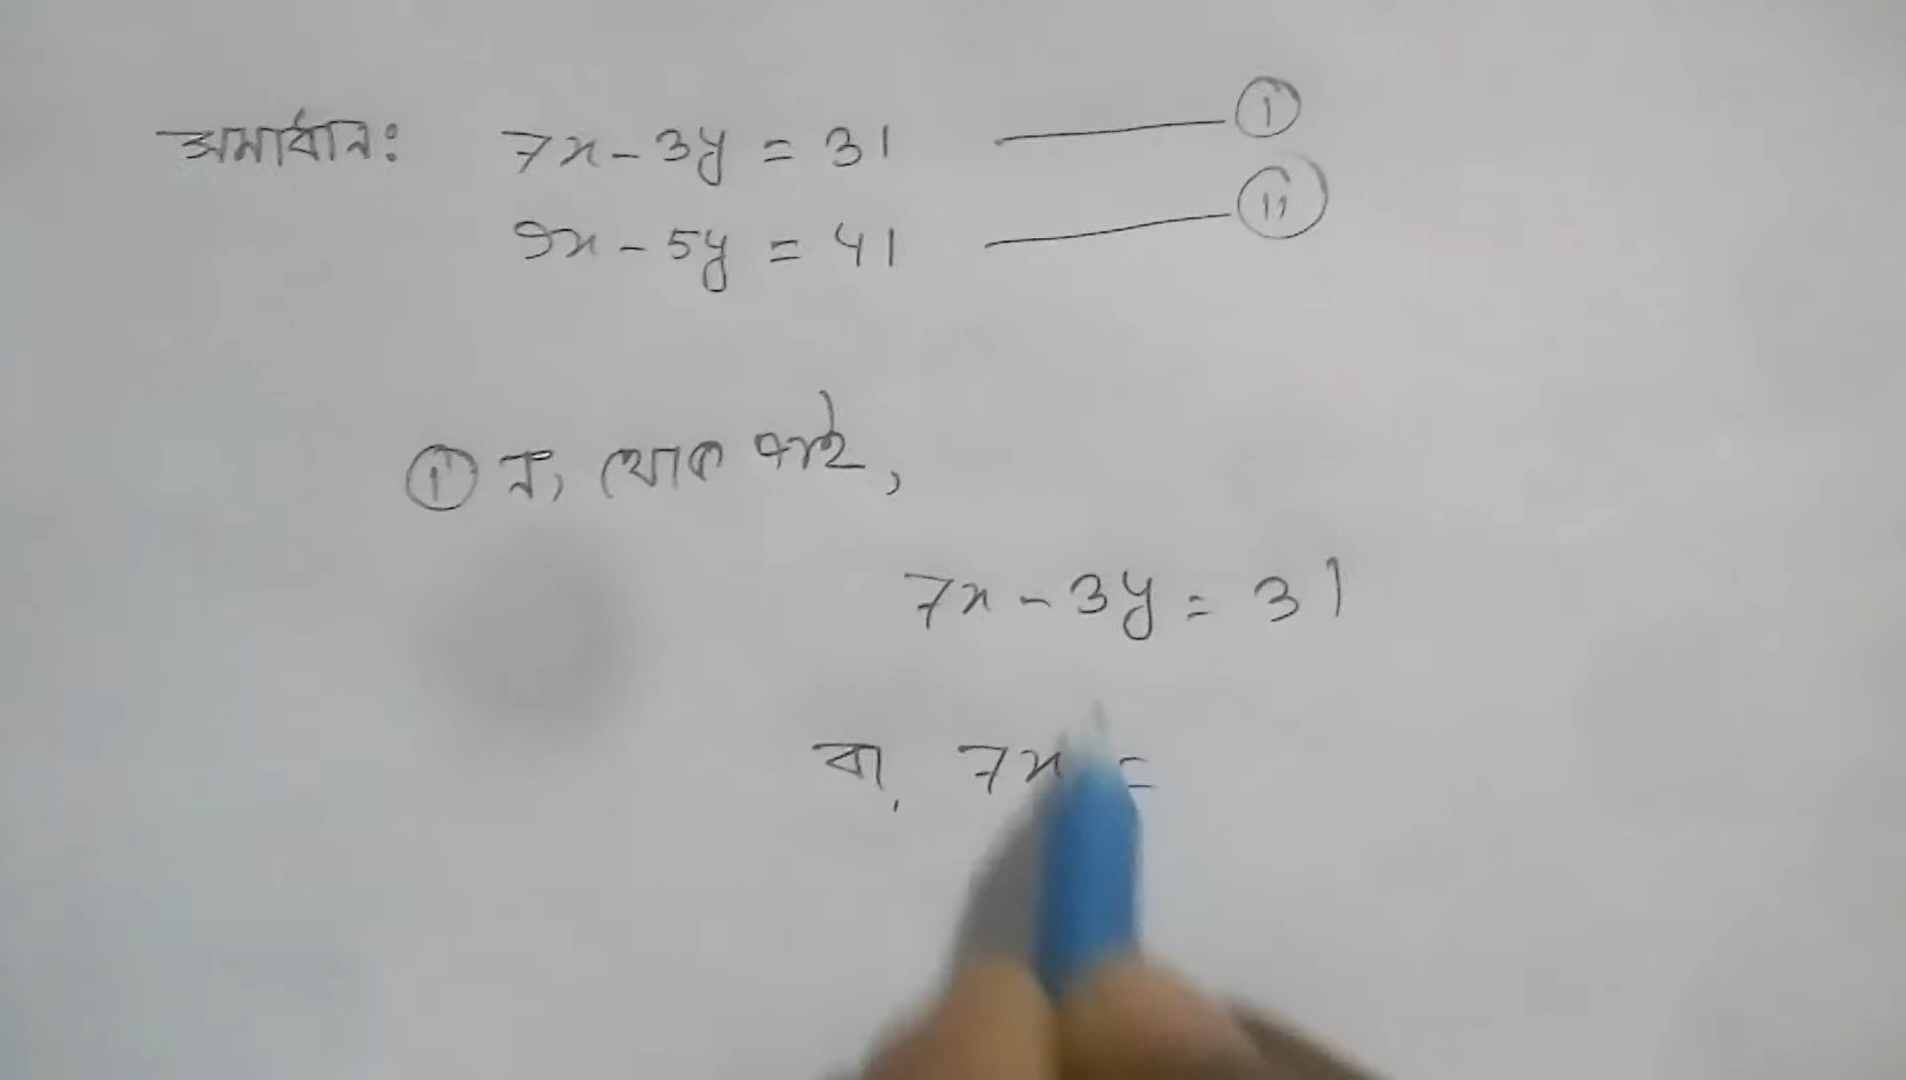 সমাধানঃ 7x - 3y = 31 ——— (i)
9x - 5y = 41 ——— (ii)
(i) নং থেকে পাই,
7x - 3y = 31
বা, 7x =